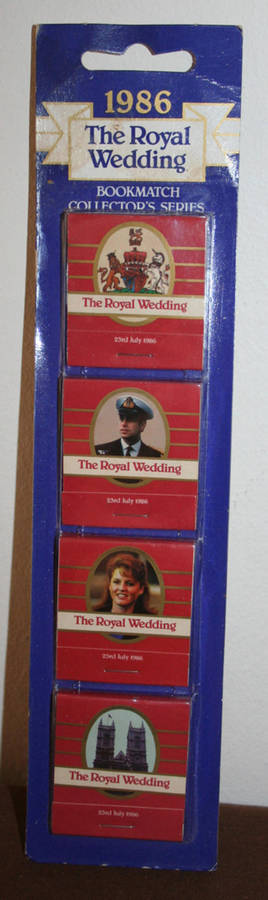 1986
The Royal
Wedding
BOOKMATCH
COLLECTOR'S SERIES
The Royal Wedding
23rd July 1986
The Royal Wedding
23rd July 1986
The Royal Wedding
23rd July 1986
The Royal Wedding
23rd July 1986